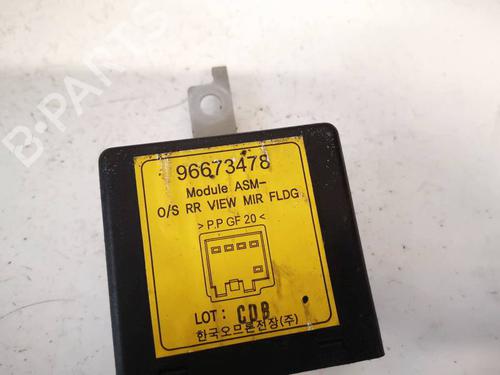 B-PARTS
96673478
Module ASM-
O/S RR VIEW MIR FLDG
>P.P GF 20<
LOT: CDB
한국오므론전장(주)